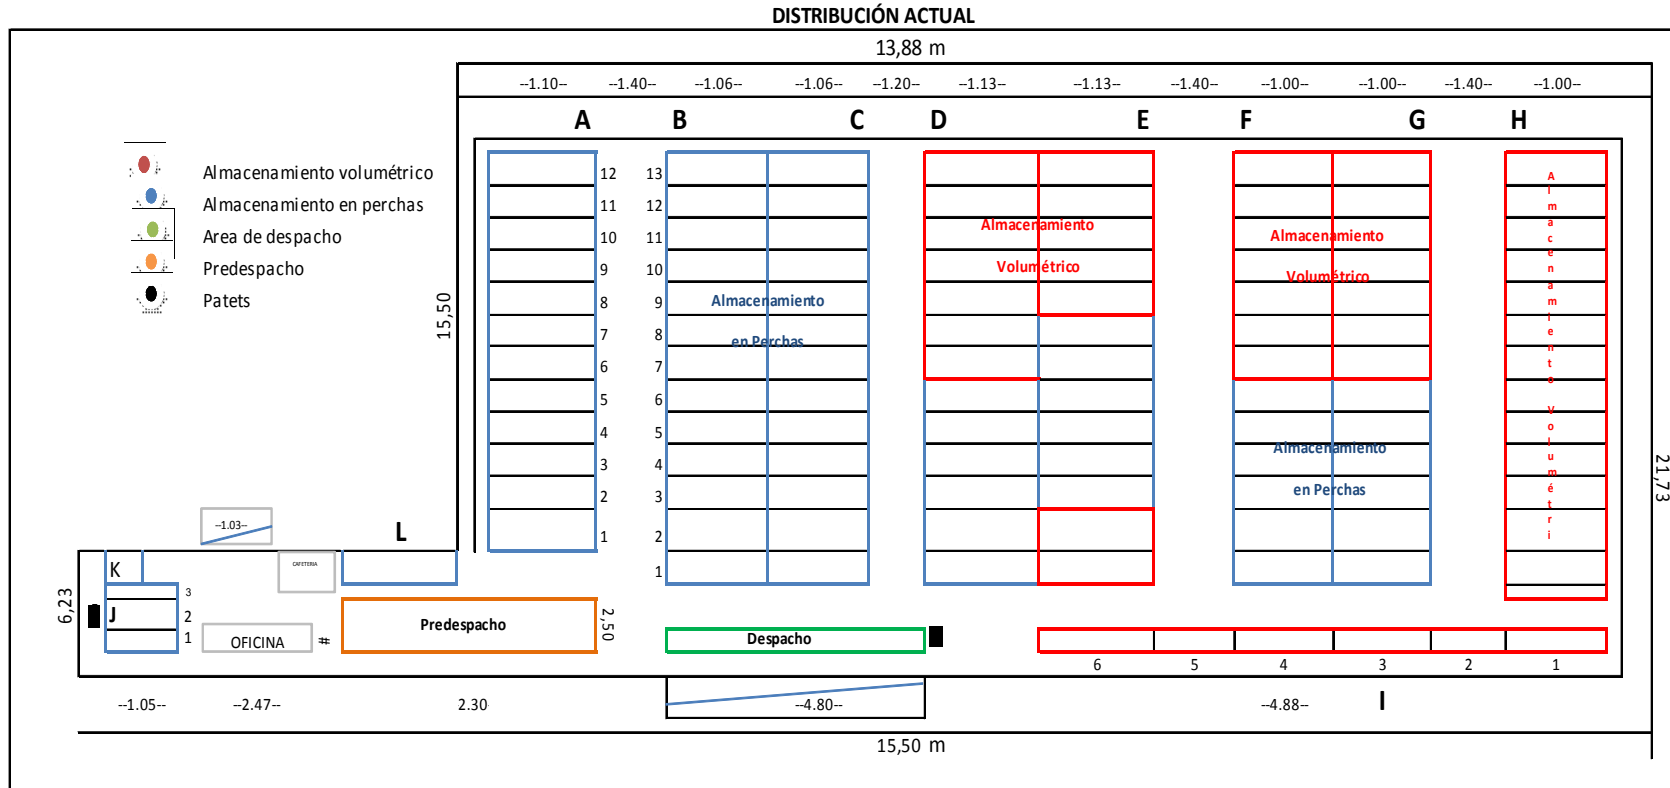 DISTRIBUCIÓN ACTUAL
13,88 m
--1.10-- --1.40-- --1.06-- --1.06-- --1.20-- --1.13-- --1.13-- --1.40-- --1.00-- --1.00-- --1.40-- --1.00--
A B C D E F G H
Almacenamiento volumétrico
Almacenamiento en perchas
Area de despacho
Predespacho
Patets
15,50
12 13
11 12
10 11
9 10
8 9
7 8
6 7
5 6
4 5
3 4
2 3
1 2
1
Almacenamiento
en Perchas
Almacenamiento
Volumétrico
Almacenamiento
Volumétrico
Almacenamiento
en Perchas
Almacenamiento Volumétri
21,73
--1.03--
L
CAFETERIA
K
J
3
2
1
6,23
OFICINA
#
Predespacho
2,50
Despacho
6 5 4 3 2 1
I
--1.05-- --2.47-- 2.30 --4.80-- --4.88--
15,50 m